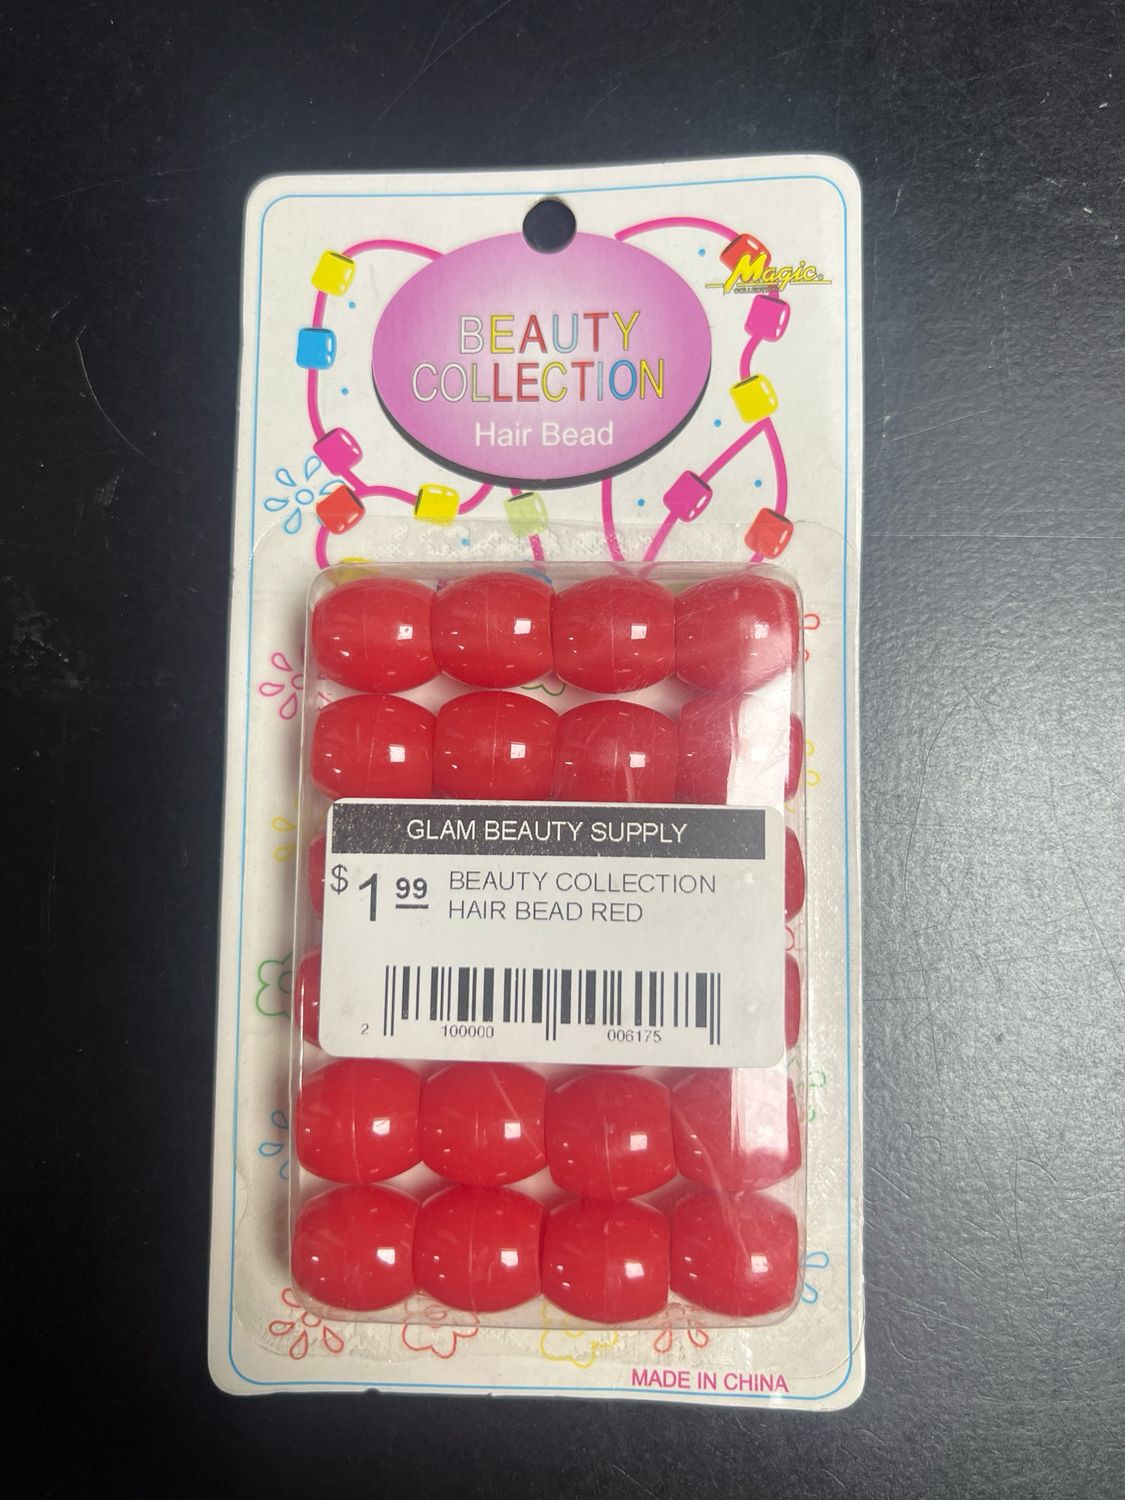 Magic
COLLECTION
BEAUTY
COLLECTION
Hair Bead
GLAM BEAUTY SUPPLY
$1.99 BEAUTY COLLECTION
HAIR BEAD RED
2 100000 006175
MADE IN CHINA